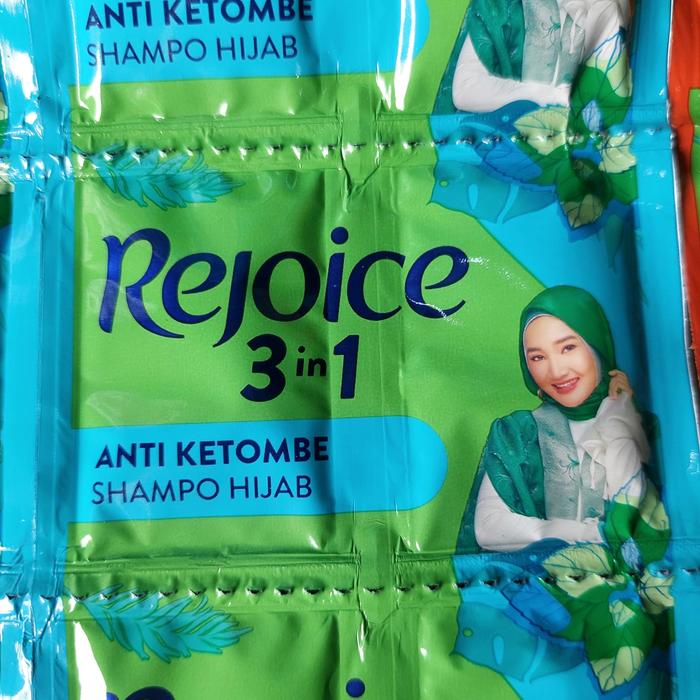 ANTI KETOMBE
SHAMPO HIJAB
Rejoice
3 in 1
ANTI KETOMBE
SHAMPO HIJAB